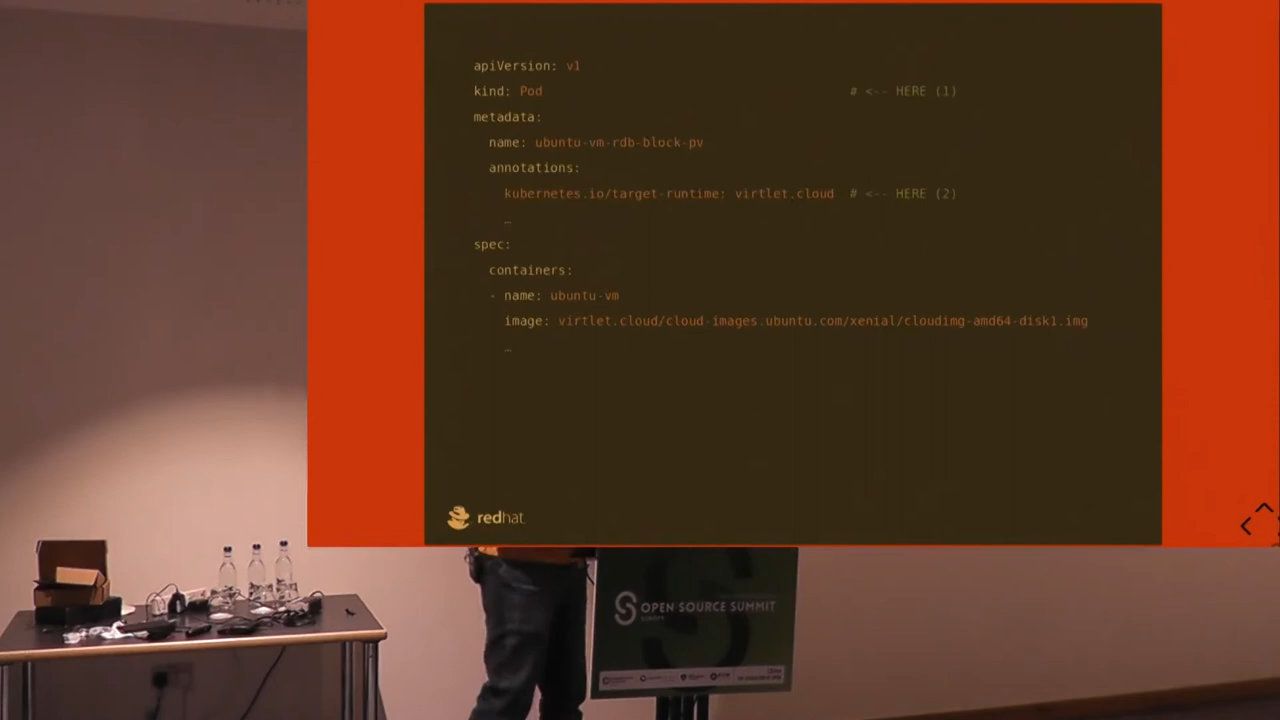 apiVersion: v1
kind: Pod # <-- HERE (1)
metadata:
name: ubuntu-vm-rdb-block-pv
annotations:
kubernetes.io/target-runtime: virtlet.cloud # <-- HERE (2)
…
spec:
containers:
- name: ubuntu-vm
image: virtlet.cloud/cloud-images.ubuntu.com/xenial/cloudimg-amd64-disk1.img
…
redhat
OPEN SOURCE SUMMIT